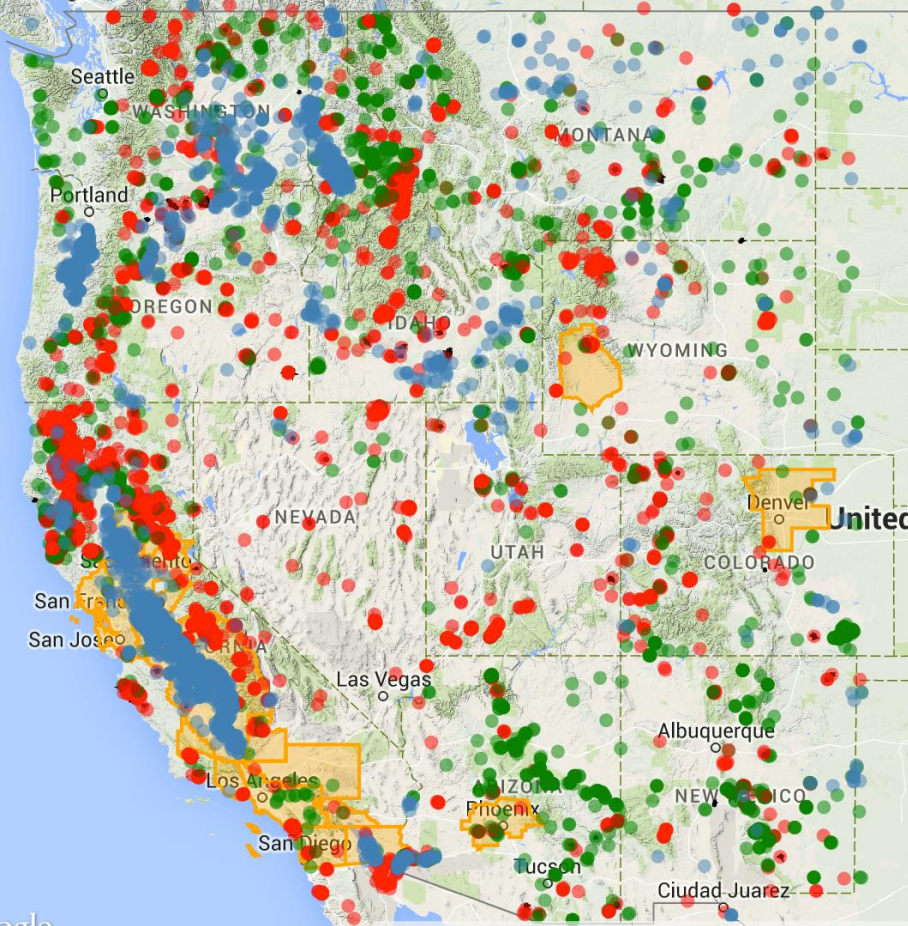 Seattle
WASHINGTON
MONTANA
Portland
OREGON
IDAHO
WYOMING
NEVADA
Denver
United
UTAH
COLORADO
San Jose
Las Vegas
Albuquerque
Los Angeles
ARIZONA
NEW MEXICO
Phoenix
San Diego
Tucson
Ciudad Juarez